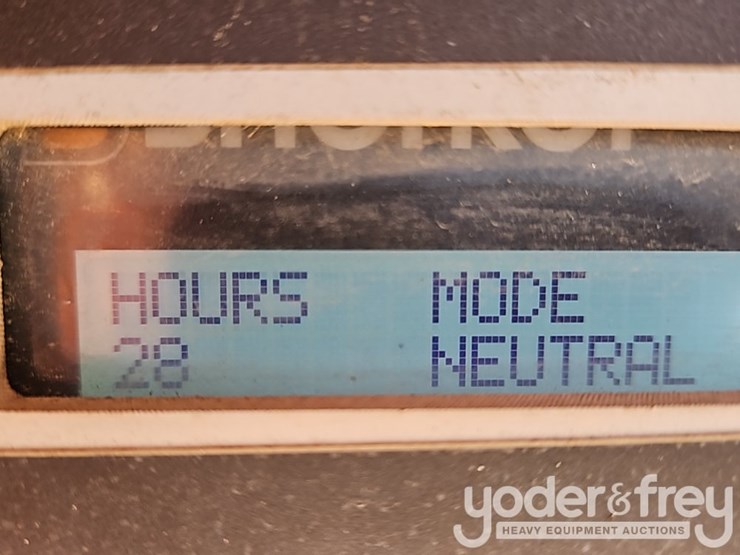 HOURS MODE
28 NEUTRAL
yoder&frey
HEAVY EQUIPMENT AUCTIONS